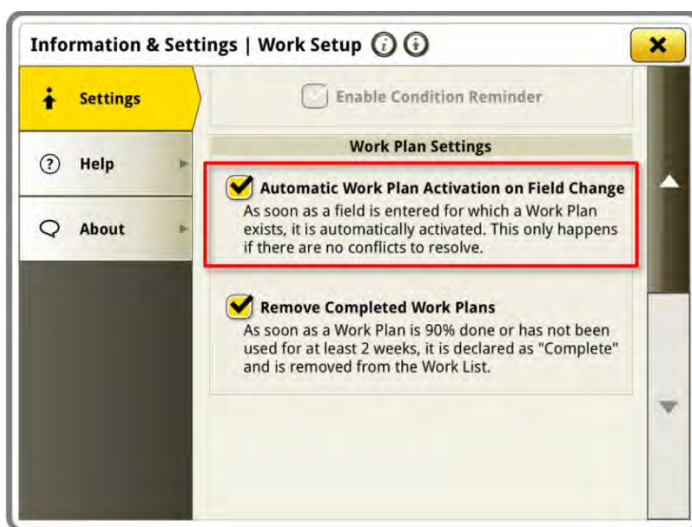 Information & Settings | Work Setup
Settings
Help
About
Enable Condition Reminder
Work Plan Settings
Automatic Work Plan Activation on Field Change
As soon as a field is entered for which a Work Plan
exists, it is automatically activated. This only happens
if there are no conflicts to resolve.
Remove Completed Work Plans
As soon as a Work Plan is 90% done or has not been
used for at least 2 weeks, it is declared as "Complete"
and is removed from the Work List.